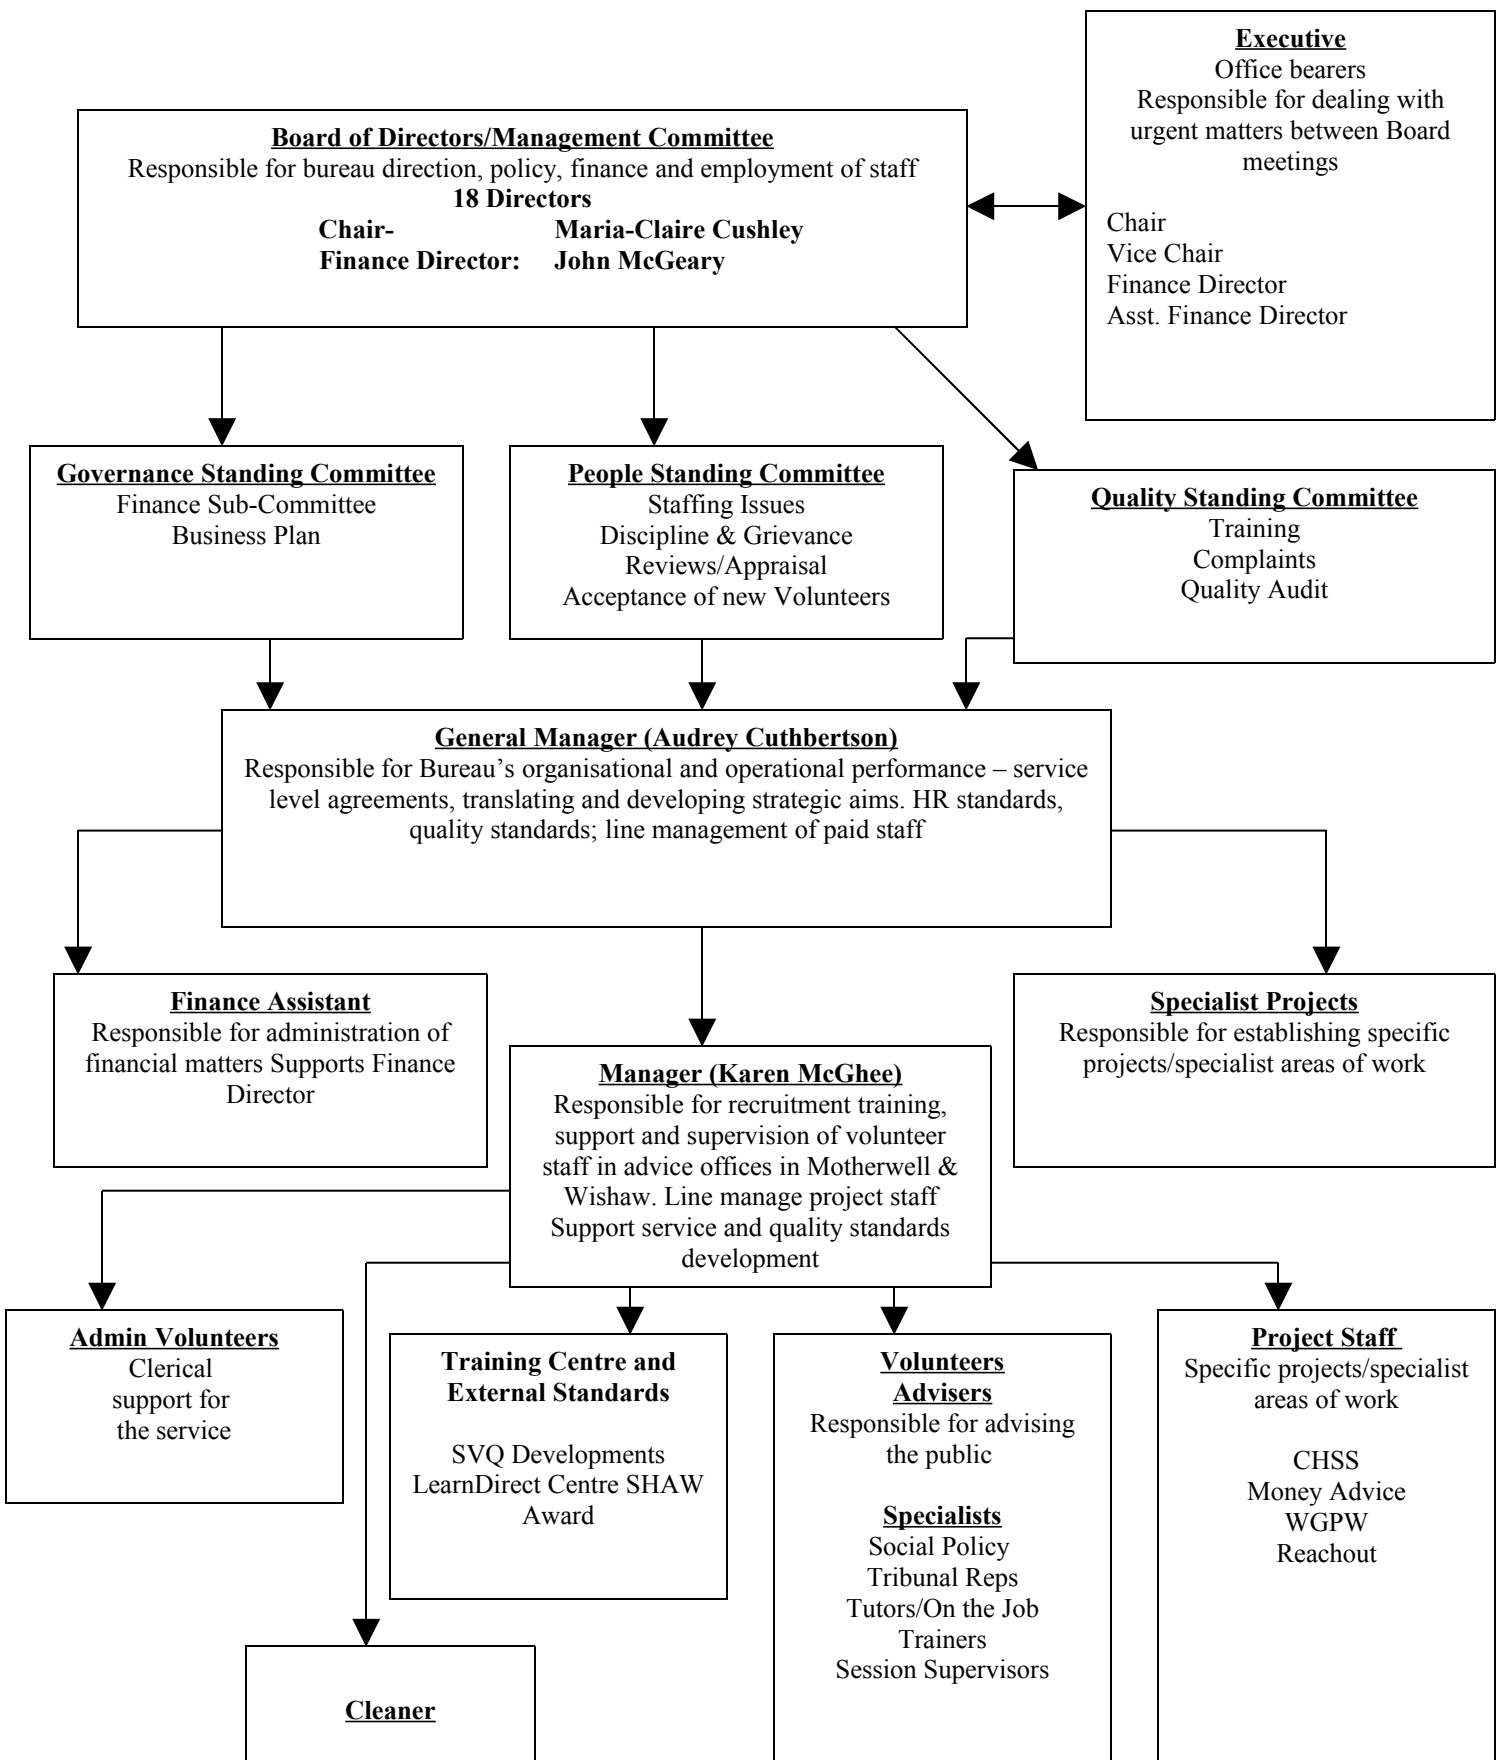 Executive
Office bearers
Responsible for dealing with
urgent matters between Board
meetings
Chair
Vice Chair
Finance Director
Asst. Finance Director
Board of Directors/Management Committee
Responsible for bureau direction, policy, finance and employment of staff
18 Directors
Chair- Maria-Claire Cushley
Finance Director: John McGeary
Governance Standing Committee
Finance Sub-Committee
Business Plan
People Standing Committee
Staffing Issues
Discipline & Grievance
Reviews/Appraisal
Acceptance of new Volunteers
Quality Standing Committee
Training
Complaints
Quality Audit
General Manager (Audrey Cuthbertson)
Responsible for Bureau’s organisational and operational performance – service
level agreements, translating and developing strategic aims. HR standards,
quality standards; line management of paid staff
Finance Assistant
Responsible for administration of
financial matters Supports Finance
Director
Manager (Karen McGhee)
Responsible for recruitment training,
support and supervision of volunteer
staff in advice offices in Motherwell &
Wishaw. Line manage project staff
Support service and quality standards
development
Specialist Projects
Responsible for establishing specific
projects/specialist areas of work
Admin Volunteers
Clerical
support for
the service
Training Centre and
External Standards
SVQ Developments
LearnDirect Centre SHAW
Award
Volunteers
Advisers
Responsible for advising
the public
Specialists
Social Policy
Tribunal Reps
Tutors/On the Job
Trainers
Session Supervisors
Project Staff
Specific projects/specialist
areas of work
CHSS
Money Advice
WGPW
Reachout
Cleaner